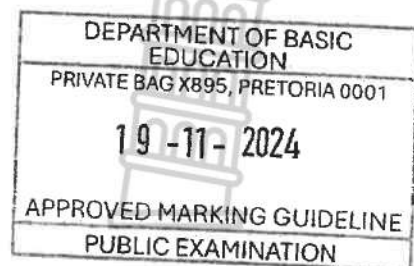 DEPARTMENT OF BASIC
EDUCATION
PRIVATE BAG X895, PRETORIA 0001
19 -11- 2024
APPROVED MARKING GUIDELINE
PUBLIC EXAMINATION